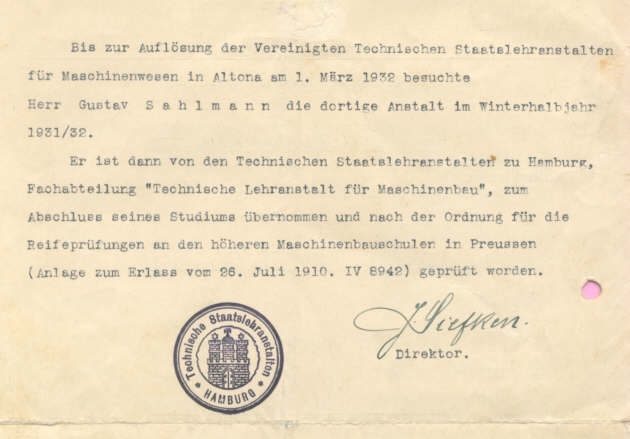 Bis zur Auflösung der Vereinigten Technischen Staatslehranstalten
für Maschinenwesen in Altona am 1. März 1932 besuchte
Herr Gustav S a h l m a n n die dortige Anstalt im Winterhalbjahr
1931/32.
Er ist dann von den Technischen Staatslehranstalten zu Hamburg,
Fachabteilung "Technische Lehranstalt für Maschinenbau", zum
Abschluss seines Studiums übernommen und nach der Ordnung für die
Reifeprüfungen an den höheren Maschinenbauschulen in Preussen
(Anlage zum Erlass vom 26. Juli 1910. IV 8942) geprüft worden.
J. Siefken.
Direktor.
Technische Staatslehranstalten
HAMBURG